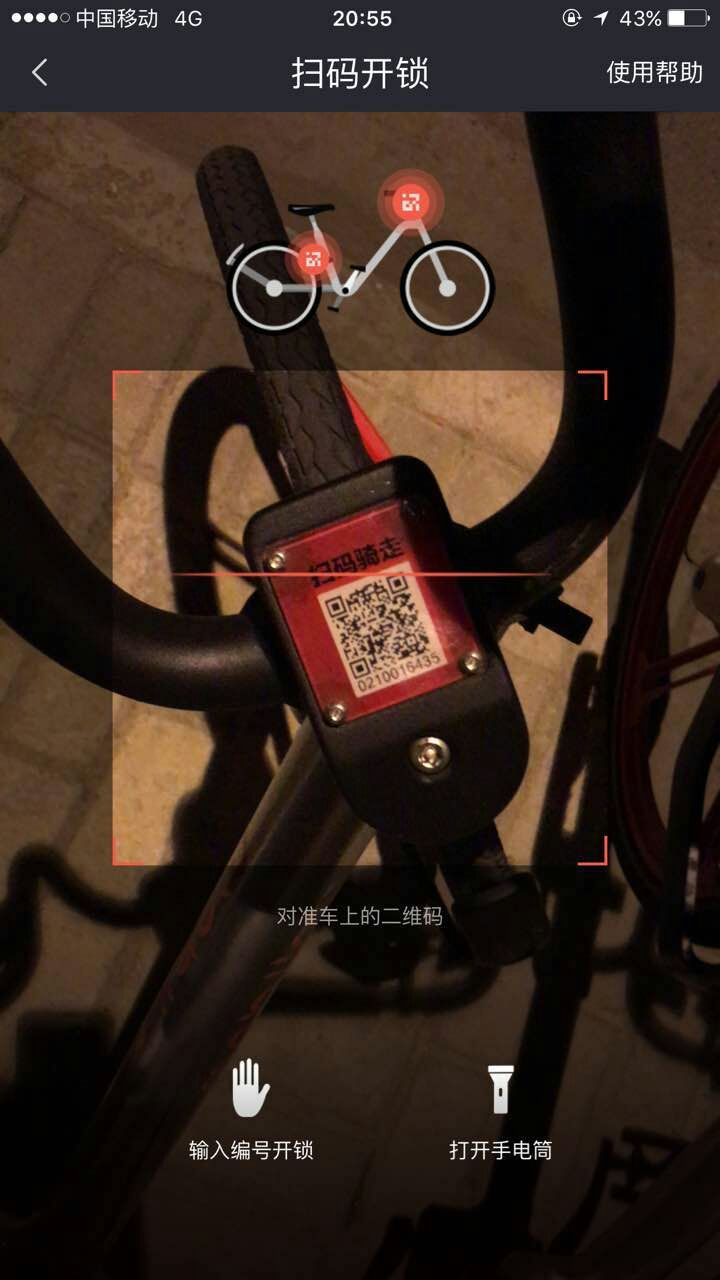 中国移动 4G 20:55 43%
扫码开锁 使用帮助
扫码骑走
0210016435
对准车上的二维码
输入编号开锁 打开手电筒